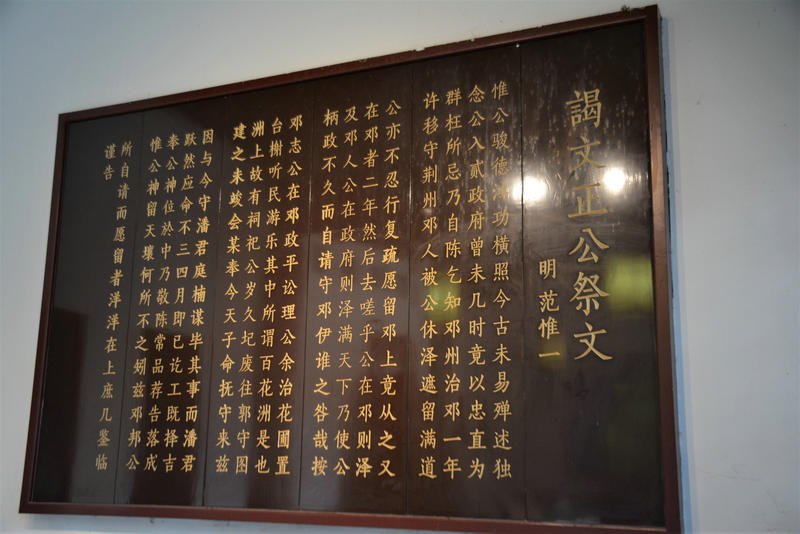 謁文正公祭文
明 范惟一
惟公骏德鸿功横照今古未易殚述独
念公入贰政府曾未几时竟以忠直为
群枉所忌乃自陈乞知邓州治邓一年
许移守荆州邓人被公休泽遮留满道
公亦不忍行复疏愿留邓上竟从之又
在邓者二年然后去嗟乎公在邓则泽
及邓人公在政府则泽满天下乃使公
柄政不久而自请守邓伊谁之咎哉按
邓志公在邓政平讼理公余治花圃置
台榭听民游乐其中所谓百花洲是也
洲上故有祠祀公岁久圮废往郭守图
建之未峻会某奉今天子命抚守来兹
因与今守潘君庭楠谋毕其事而潘君
跃然应命不三四月即已讫工既择吉
奉公神位於中乃敬陈常品荐告落成
惟公神留天壤何所不之矧兹邓邦公
所自请而愿留者洋洋在上庶几鉴临
谨告